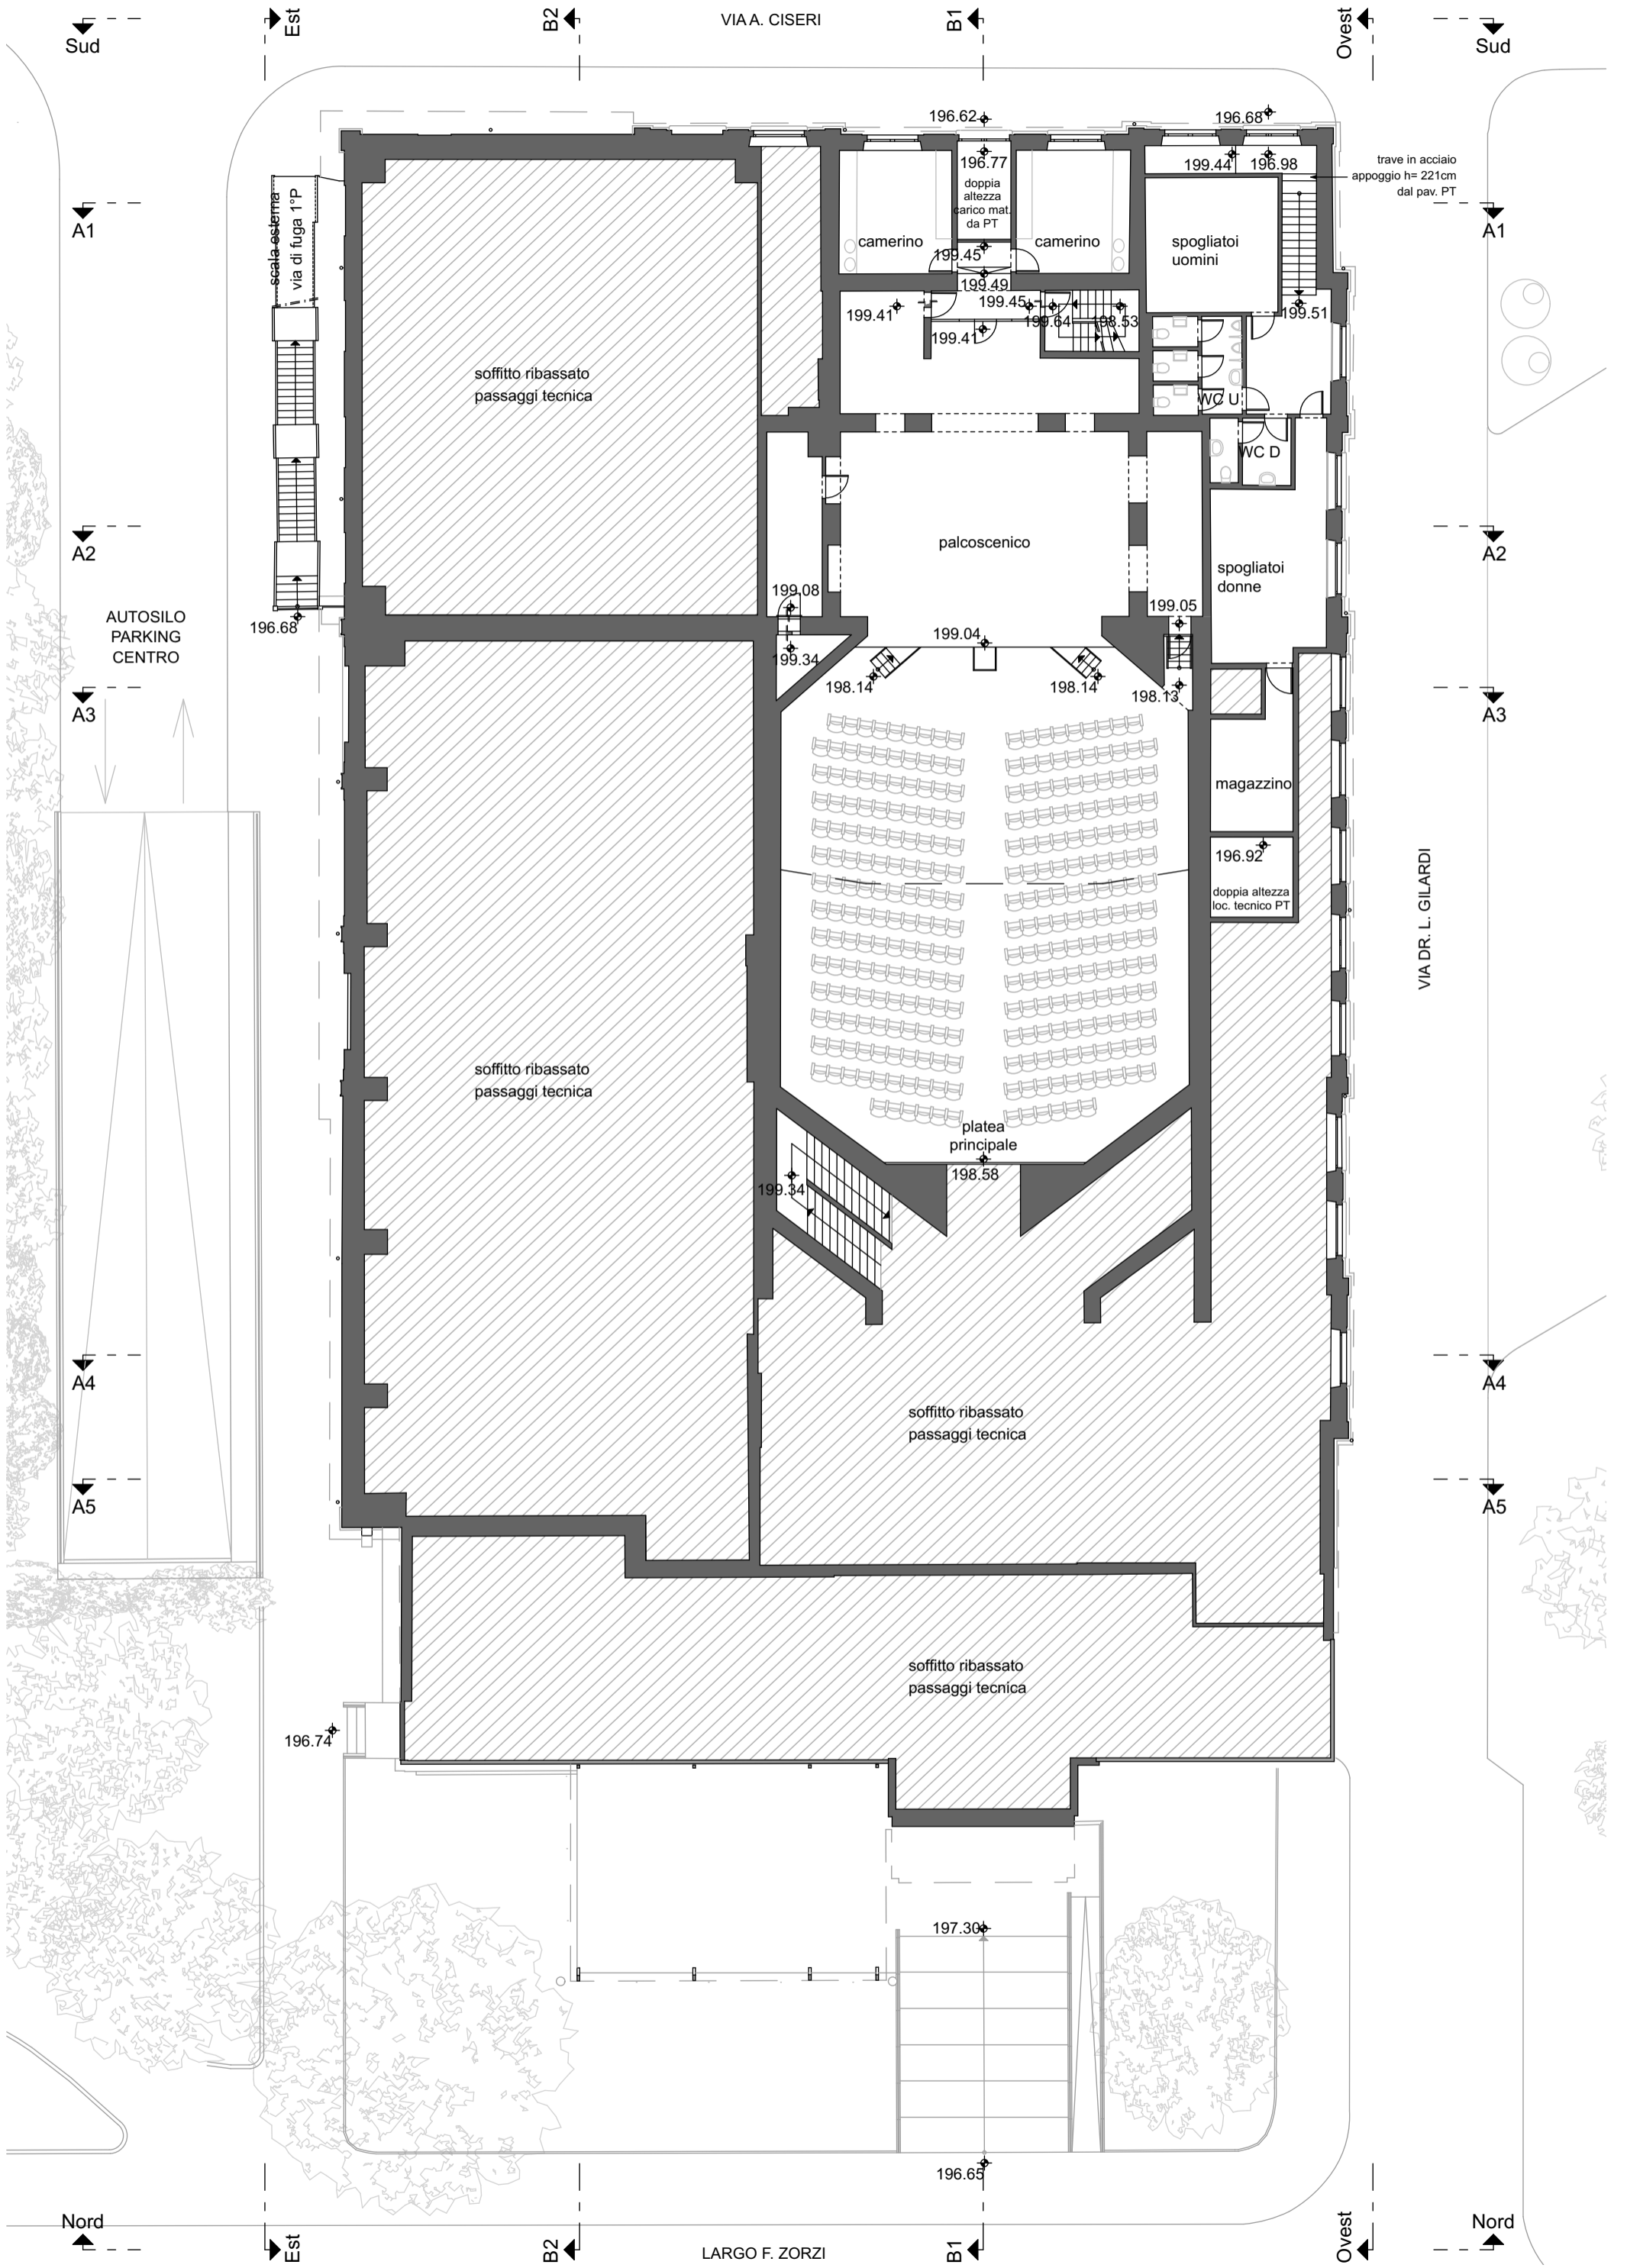 Sud
Est
B2
VIA A. CISERI
B1
Ovest
Sud
196.62
196.68
196.77
199.44
196.98
trave in acciaio
appoggio h= 221cm
dal pav. PT
doppia
altezza
carico mat.
da PT
scala esterna
via di fuga 1°P
A1
A1
camerino
camerino
spogliatoi
uomini
199.45
199.49
199.41
199.45
199.64
198.53
199.51
199.41
soffitto ribassato
passaggi tecnica
WC U
WC D
A2
palcoscenico
A2
spogliatoi
donne
199.08
199.05
AUTOSILO
PARKING
CENTRO
196.68
199.04
199.34
198.14
198.14
198.13
A3
A3
magazzino
196.92
doppia altezza
loc. tecnico PT
VIA DR. L. GILARDI
soffitto ribassato
passaggi tecnica
platea
principale
198.58
199.34
A4
A4
soffitto ribassato
passaggi tecnica
A5
A5
soffitto ribassato
passaggi tecnica
196.74
197.30
196.65
Nord
Est
B2
LARGO F. ZORZI
B1
Ovest
Nord